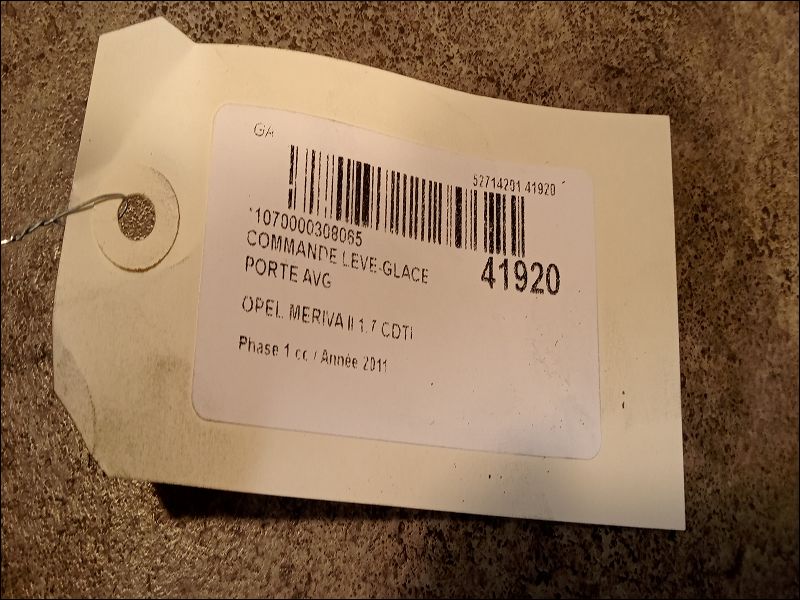 GA
52714201 41920
*1070000308065
41920
COMMANDE LEVE-GLACE
PORTE AVG
OPEL MERIVA II 1.7 CDTI
Phase 1 cc / Année 2011